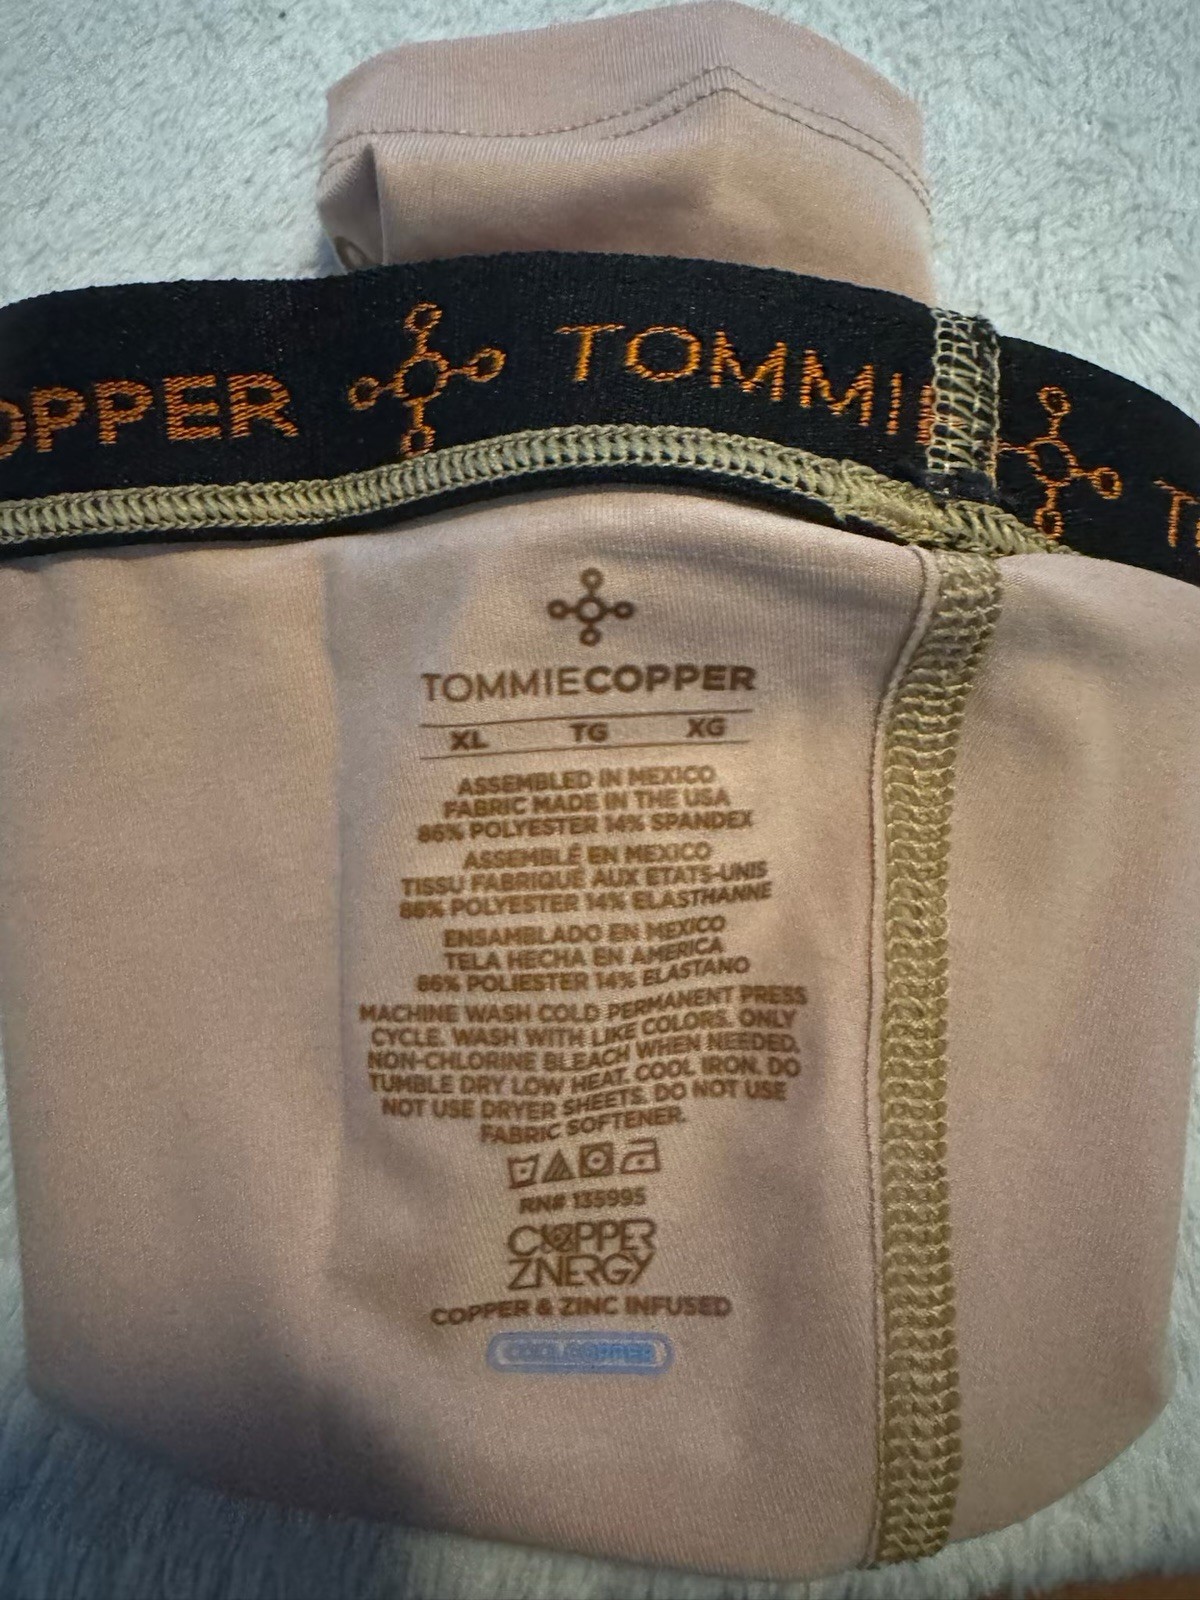 OPPER TOMMI T
TOMMIECOPPER
XL TG XG
ASSEMBLED IN MEXICO
FABRIC MADE IN THE USA
86% POLYESTER 14% SPANDEX
ASSEMBLÉ EN MEXICO
TISSU FABRIQUÉ AUX ETATS-UNIS
86% POLYESTER 14% ELASTHANNE
ENSAMBLADO EN MEXICO
TELA HECHA EN AMERICA
86% POLIESTER 14% ELASTANO
MACHINE WASH COLD PERMANENT PRESS
CYCLE. WASH WITH LIKE COLORS. ONLY
NON-CHLORINE BLEACH WHEN NEEDED.
TUMBLE DRY LOW HEAT. COOL IRON. DO
NOT USE DRYER SHEETS. DO NOT USE
FABRIC SOFTENER.
RN# 135995
COPPER
ZNERGY
COPPER & ZINC INFUSED
COOL COPPER